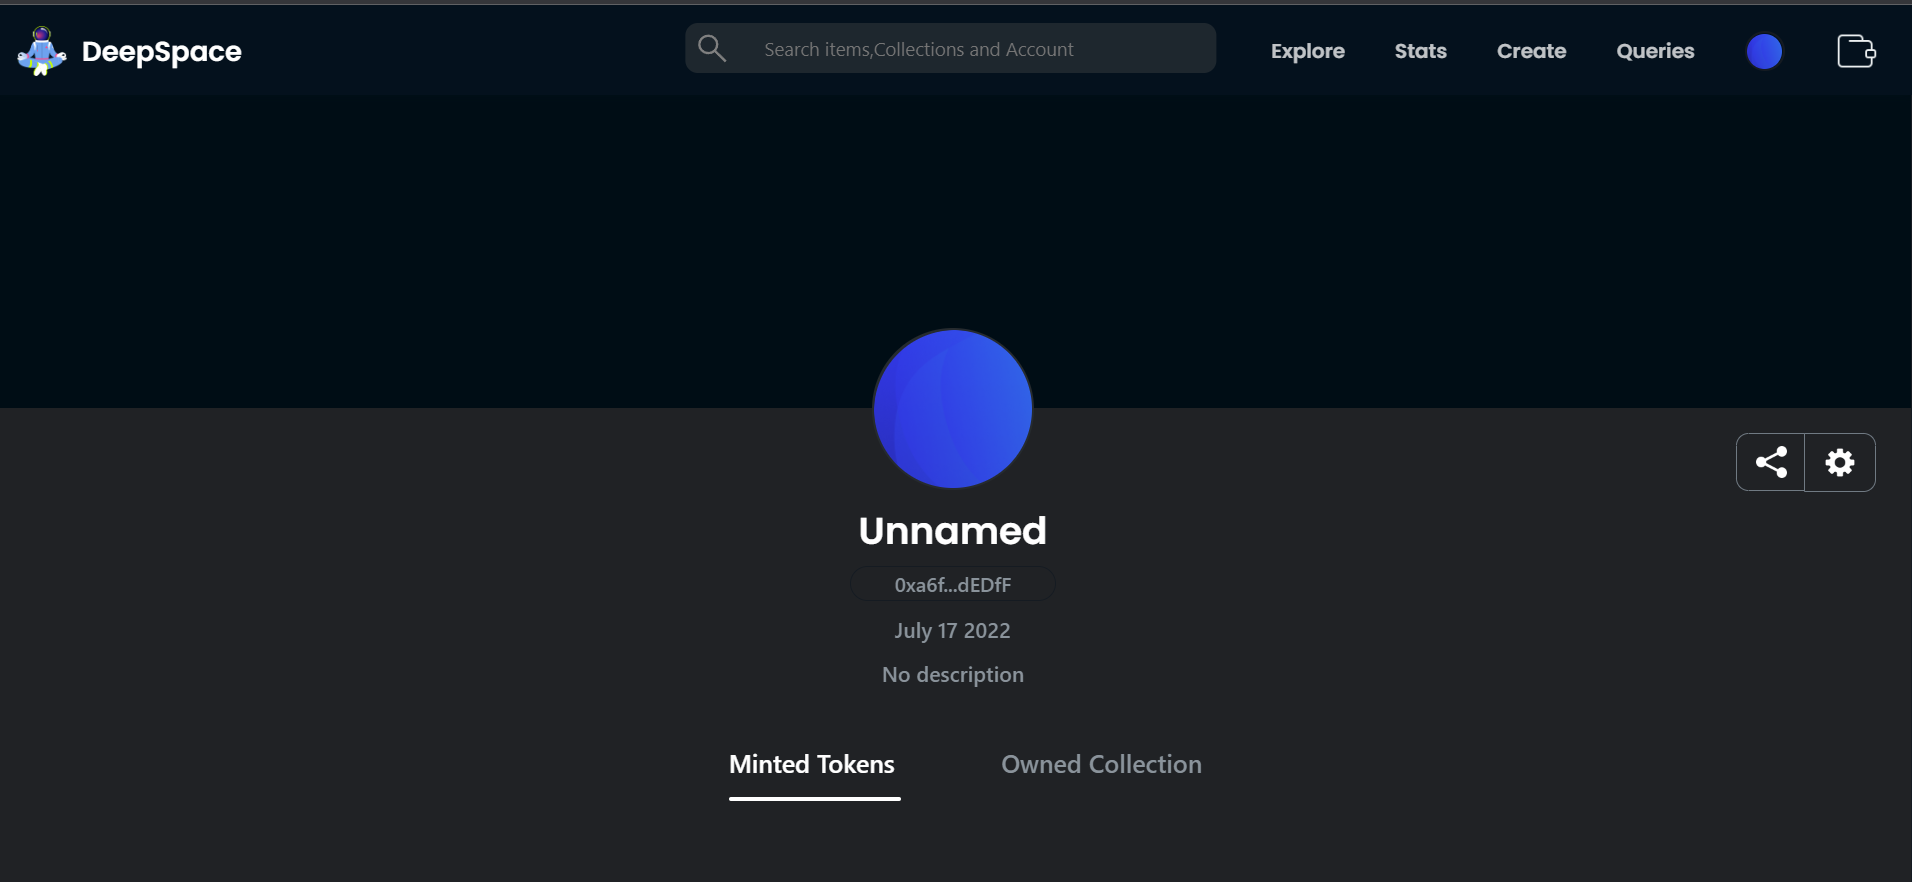 DeepSpace
Search items,Collections and Account
Explore
Stats
Create
Queries
Unnamed
0xa6f...dEDfF
July 17 2022
No description
Minted Tokens
Owned Collection